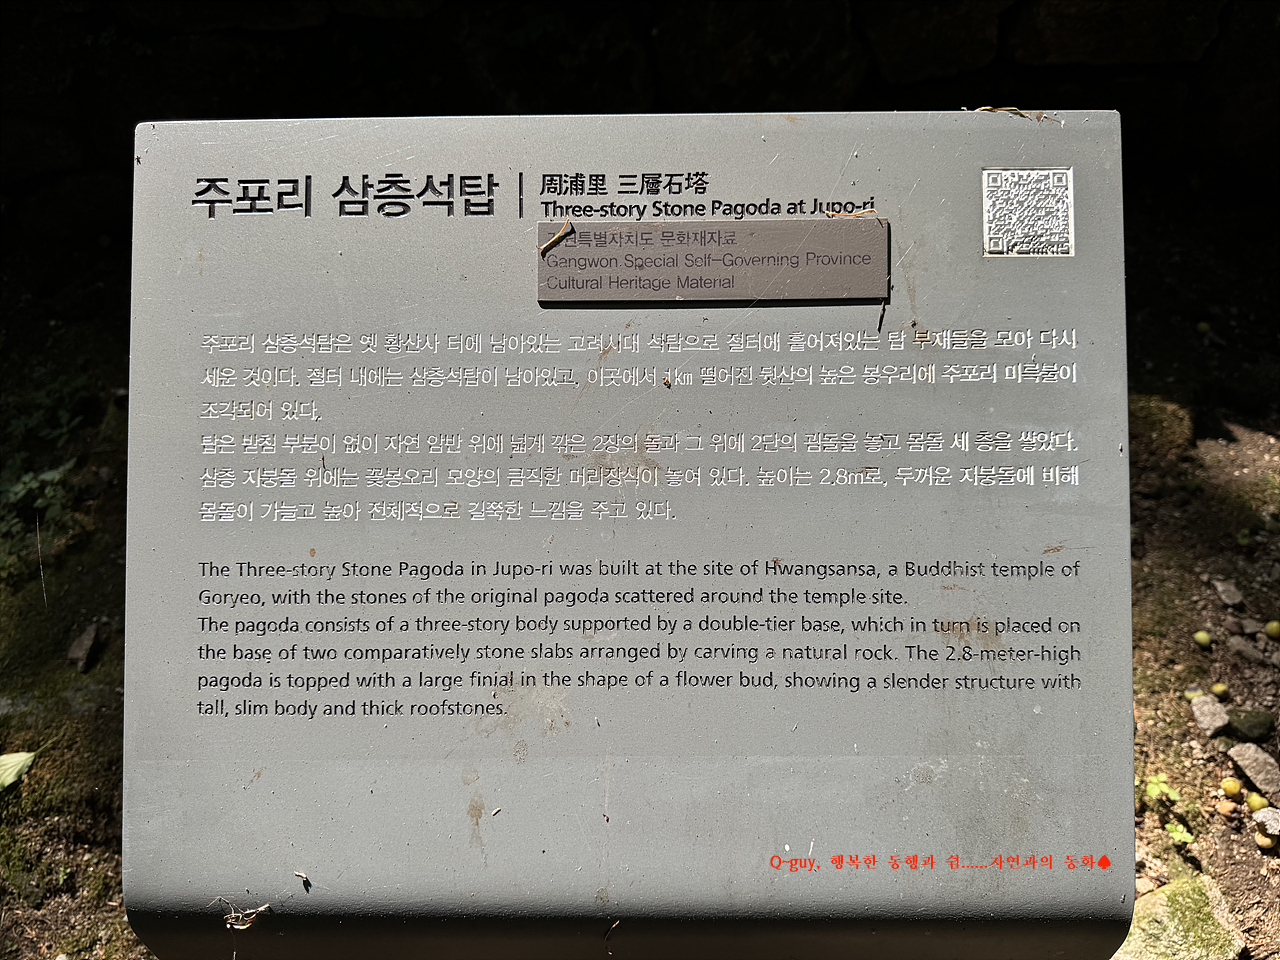 주포리 삼층석탑
周浦里 三層石塔
Three-story Stone Pagoda at Jupo-ri
강원특별자치도 문화재자료
Gangwon Special Self-Governing Province
Cultural Heritage Material
주포리 삼층석탑은 옛 황산사 터에 남아있는 고려시대 석탑으로 절터에 흩어져있는 탑 부재들을 모아 다시
세운 것이다. 절터 내에는 삼층석탑이 남아있고, 이곳에서 1km 떨어진 뒷산의 높은 봉우리에 주포리 미륵불이
조각되어 있다.
탑은 받침 부분이 없이 자연 암반 위에 넓게 깎은 2장의 돌과 그 위에 2단의 굄돌을 놓고 몸돌 세 층을 쌓았다.
삼층 지붕돌 위에는 꽃봉오리 모양의 큼직한 머리장식이 놓여 있다. 높이는 2.8m로, 두꺼운 지붕돌에 비해
몸돌이 가늘고 높아 전체적으로 길쭉한 느낌을 주고 있다.
The Three-story Stone Pagoda in Jupo-ri was built at the site of Hwangsansa, a Buddhist temple of
Goryeo, with the stones of the original pagoda scattered around the temple site.
The pagoda consists of a three-story body supported by a double-tier base, which in turn is placed on
the base of two comparatively stone slabs arranged by carving a natural rock. The 2.8-meter-high
pagoda is topped with a large finial in the shape of a flower bud, showing a slender structure with
tall, slim body and thick roofstones.
Q-guy, 행복한 동행과 쉼......자연과의 동화♠